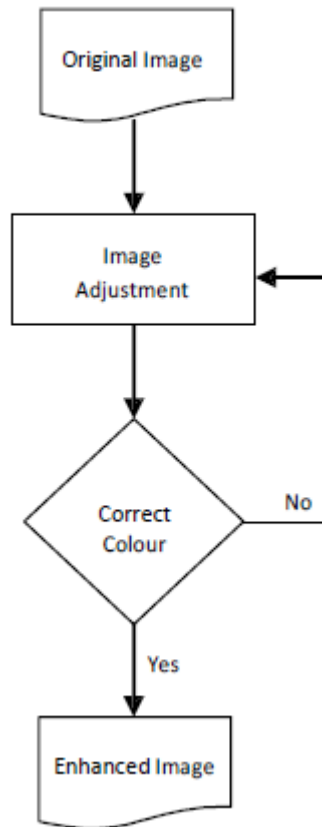 Original Image
Image
Adjustment
Correct
Colour
No
Yes
Enhanced Image